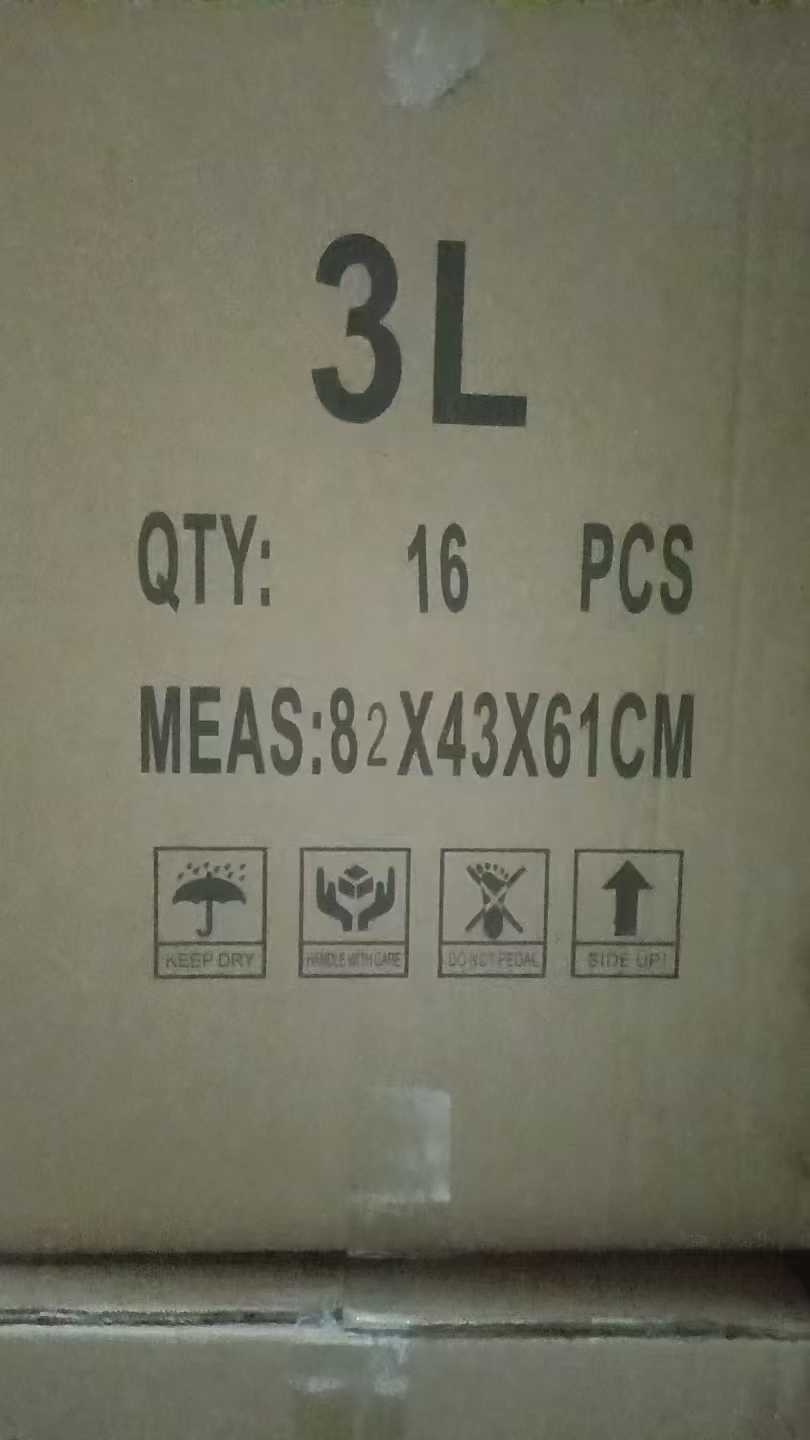 3L
QTY: 16 PCS
MEAS:82X43X61CM
KEEP DRY HANDLE WITH CARE DO NOT PEDAL SIDE UP!